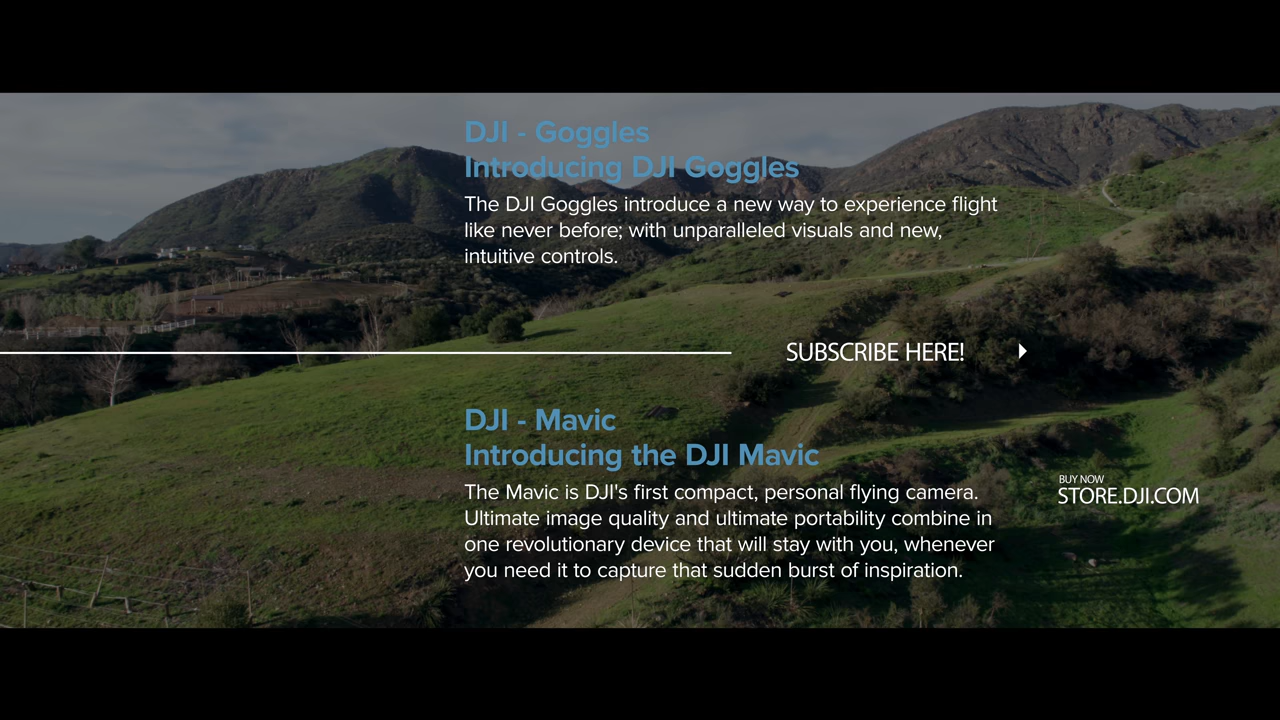 DJI - Goggles
Introducing DJI Goggles
The DJI Goggles introduce a new way to experience flight
like never before; with unparalleled visuals and new,
intuitive controls.
SUBSCRIBE HERE!
DJI - Mavic
Introducing the DJI Mavic
The Mavic is DJI's first compact, personal flying camera.
Ultimate image quality and ultimate portability combine in
one revolutionary device that will stay with you, whenever
you need it to capture that sudden burst of inspiration.
BUY NOW
STORE.DJI.COM